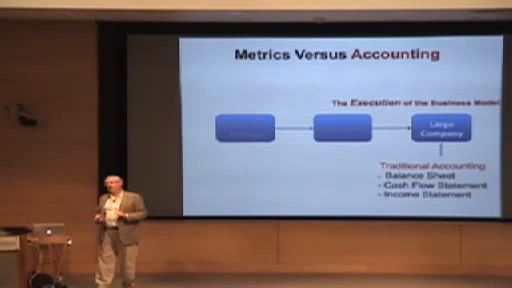 Metrics Versus Accounting
The Execution of the Business Model
Large
Company
Traditional Accounting
- Balance Sheet
- Cash Flow Statement
- Income Statement